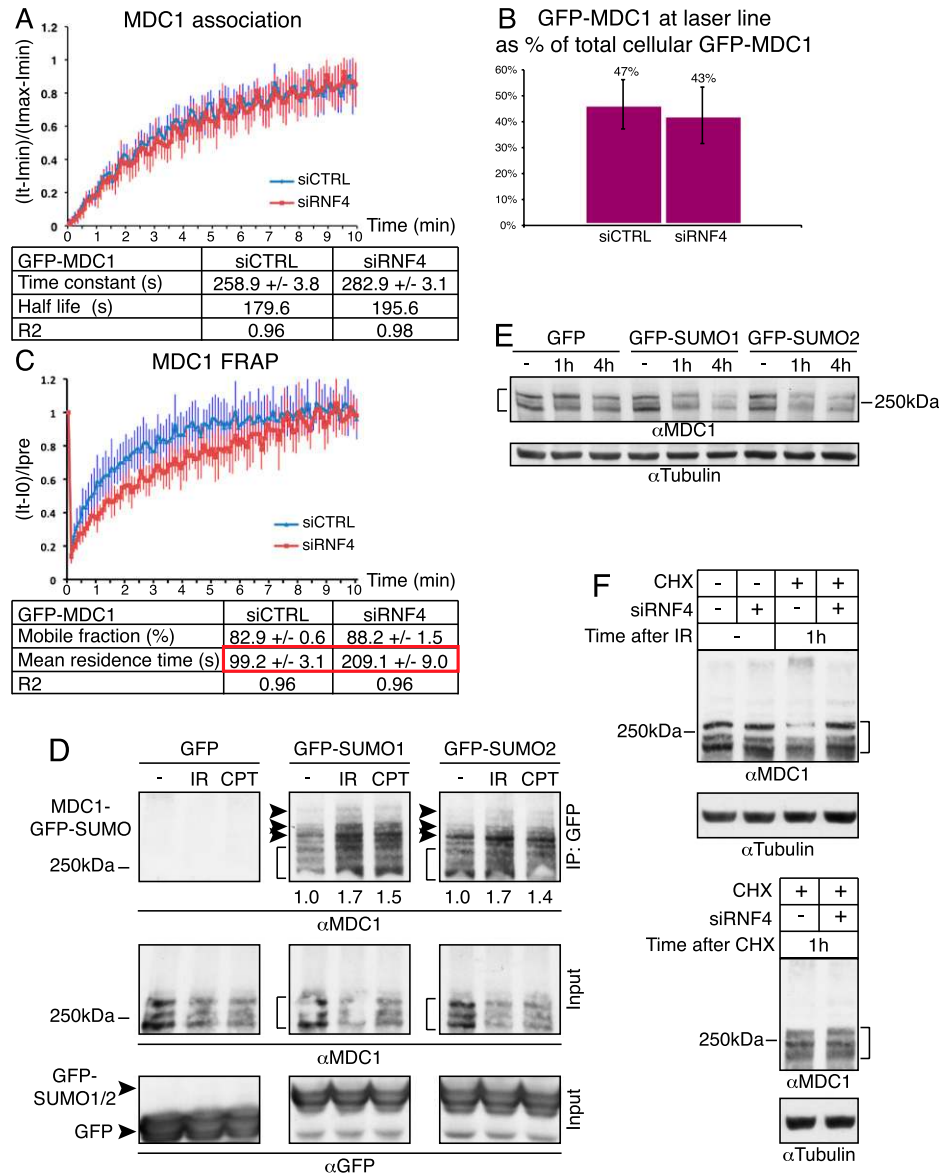 A
MDC1 association
(It-Imin)/(Imax-Imin)
1
0.8
0.6
0.4
0.2
0
siCTRL
siRNF4
Time (min)
0 1 2 3 4 5 6 7 8 9 10
GFP-MDC1 siCTRL siRNF4
Time constant (s) 258.9 +/- 3.8 282.9 +/- 3.1
Half life (s) 179.6 195.6
R2 0.96 0.98
B
GFP-MDC1 at laser line
as % of total cellular GFP-MDC1
60%
50%
40%
30%
20%
10%
0%
47%
43%
siCTRL siRNF4
C
MDC1 FRAP
(It-I0)/Ipre
1.2
1
0.8
0.6
0.4
0.2
0
siCTRL
siRNF4
Time (min)
0 1 2 3 4 5 6 7 8 9 10
GFP-MDC1 siCTRL siRNF4
Mobile fraction (%) 82.9 +/- 0.6 88.2 +/- 1.5
Mean residence time (s) 99.2 +/- 3.1 209.1 +/- 9.0
R2 0.96 0.96
D
GFP GFP-SUMO1 GFP-SUMO2
- IR CPT - IR CPT - IR CPT
MDC1-
GFP-SUMO
250kDa
IP: GFP
1.0 1.7 1.5 1.0 1.7 1.4
αMDC1
250kDa
Input
αMDC1
GFP-
SUMO1/2
GFP
Input
αGFP
E
GFP GFP-SUMO1 GFP-SUMO2
- 1h 4h - 1h 4h - 1h 4h
250kDa
αMDC1
αTubulin
F
CHX - - + +
siRNF4 - + - +
Time after IR - 1h
250kDa
αMDC1
αTubulin
CHX + +
siRNF4 - +
Time after CHX 1h
250kDa
αMDC1
αTubulin